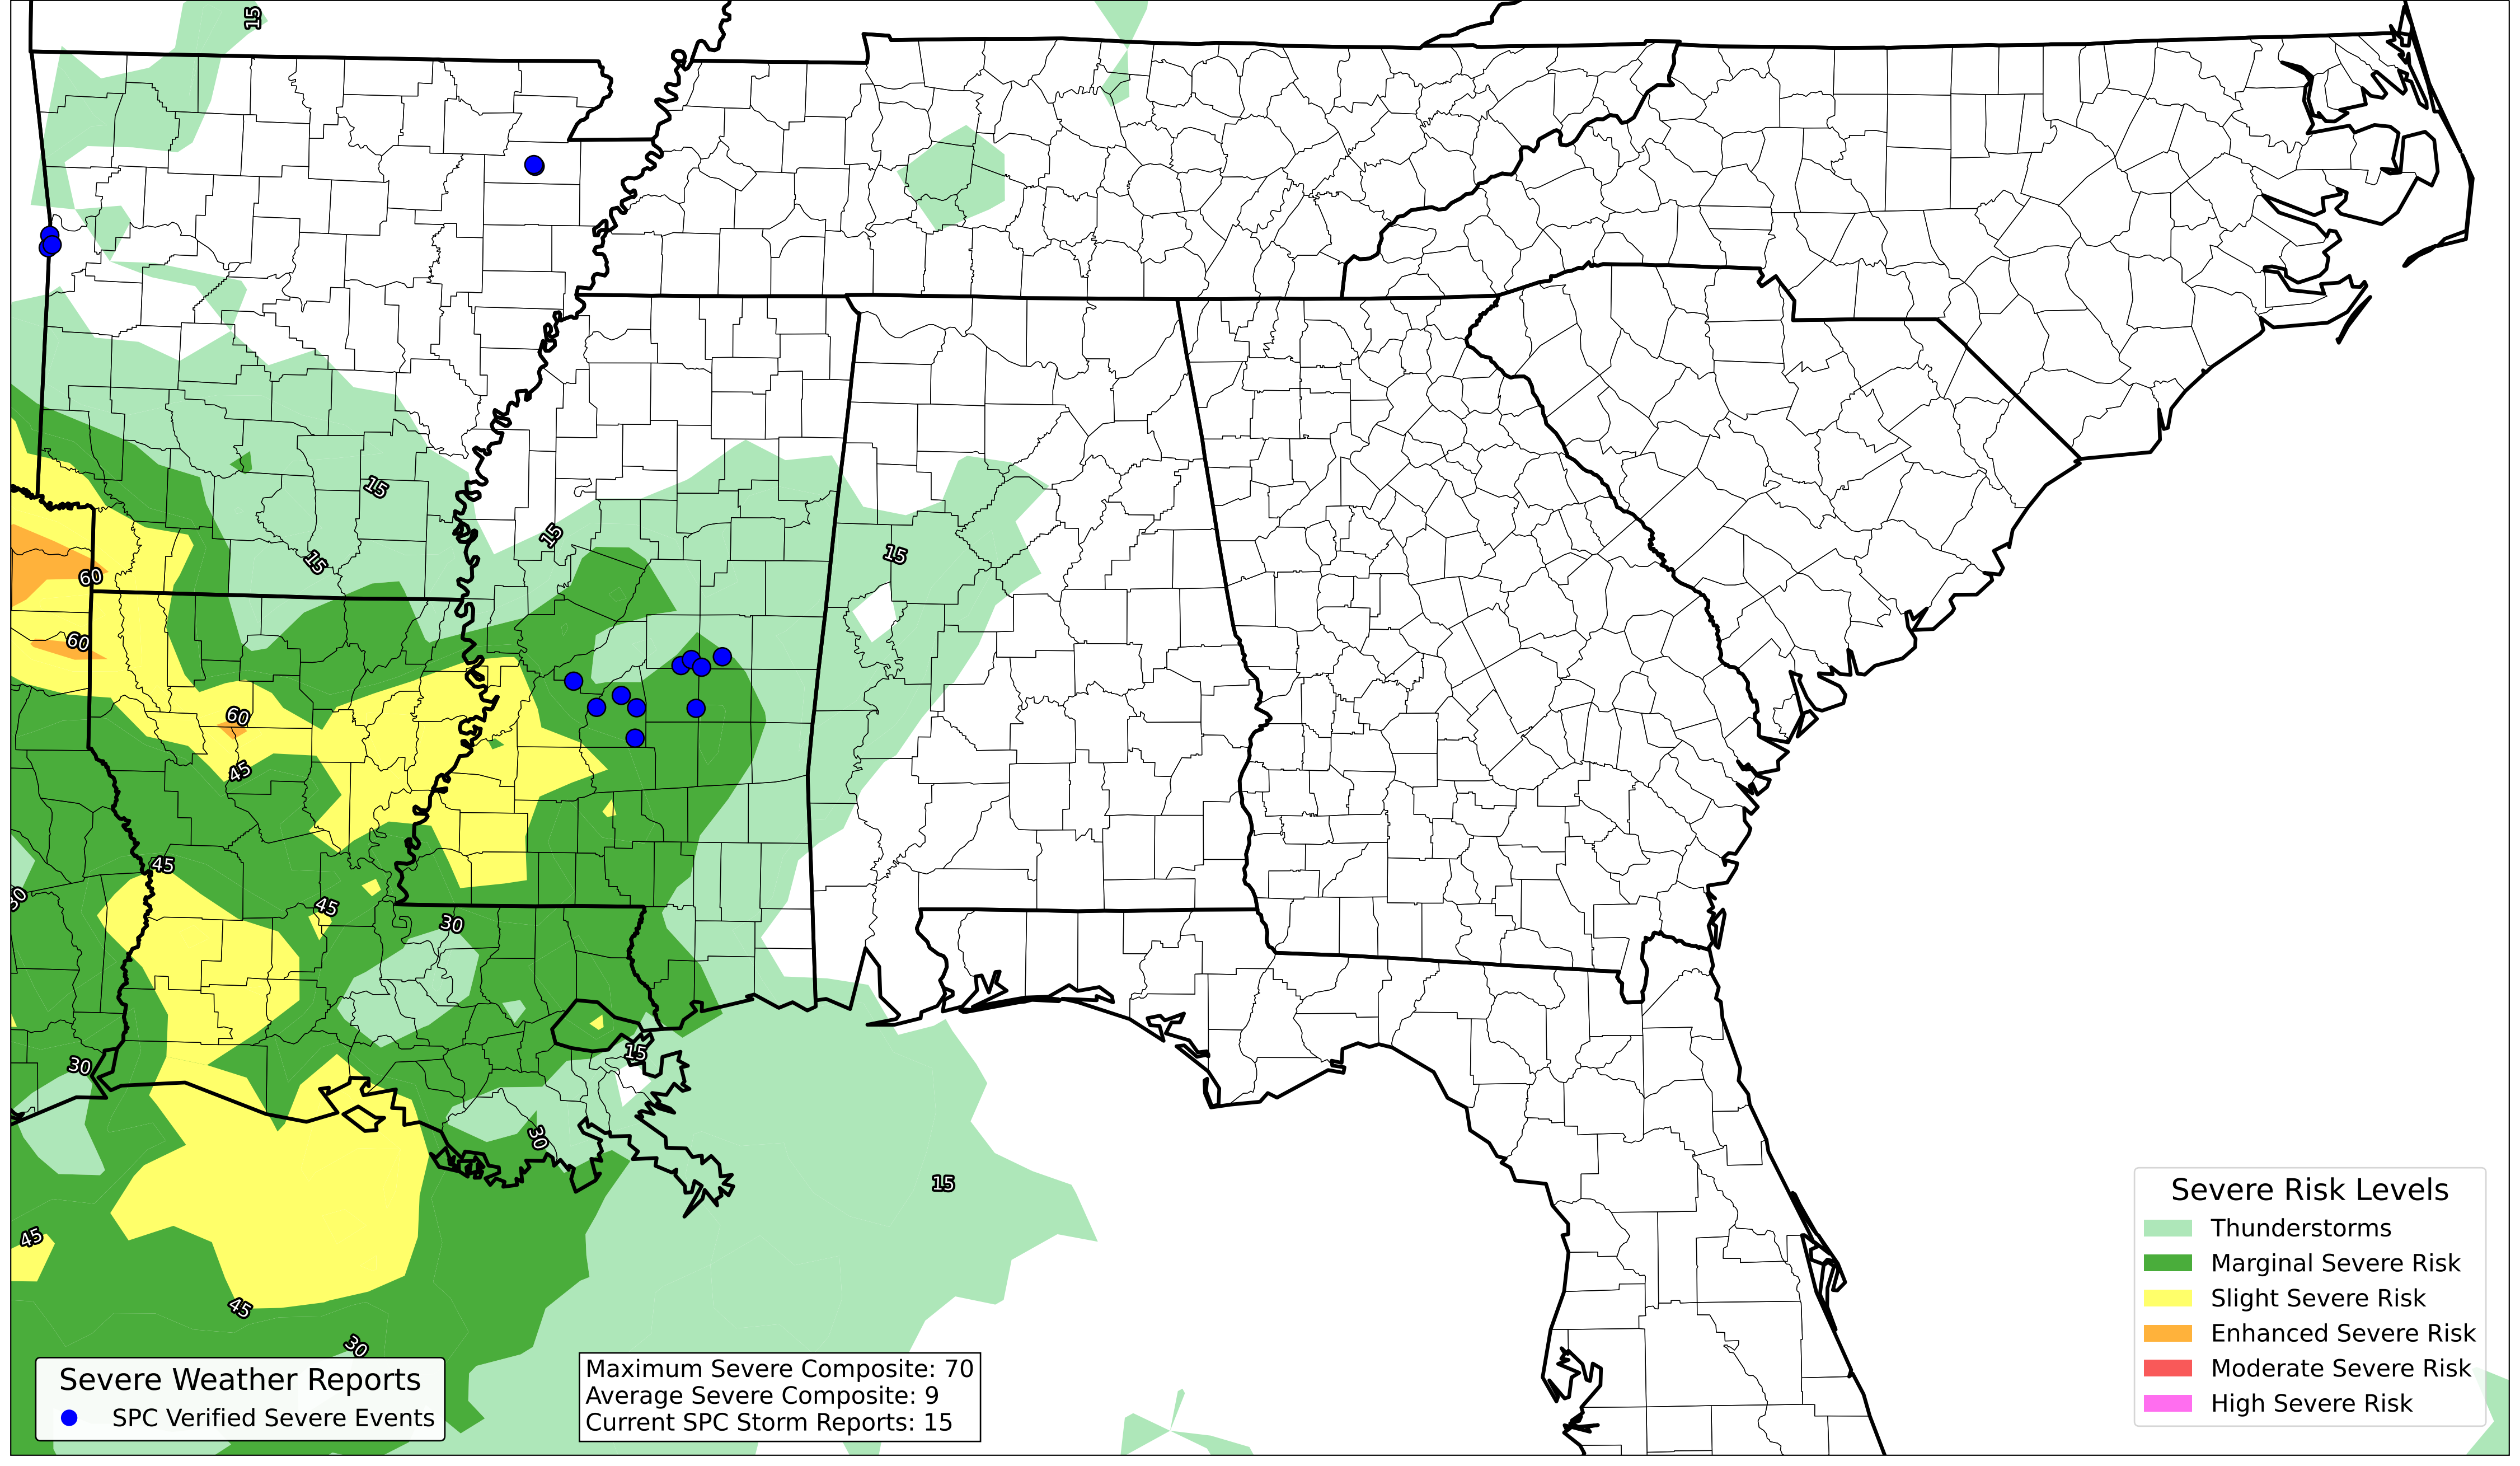 15
15
15
15
15
60
60
60
45
45
45
30
30
30
15
30
15
45
45
30
Severe Weather Reports
SPC Verified Severe Events
Maximum Severe Composite: 70
Average Severe Composite: 9
Current SPC Storm Reports: 15
Severe Risk Levels
Thunderstorms
Marginal Severe Risk
Slight Severe Risk
Enhanced Severe Risk
Moderate Severe Risk
High Severe Risk